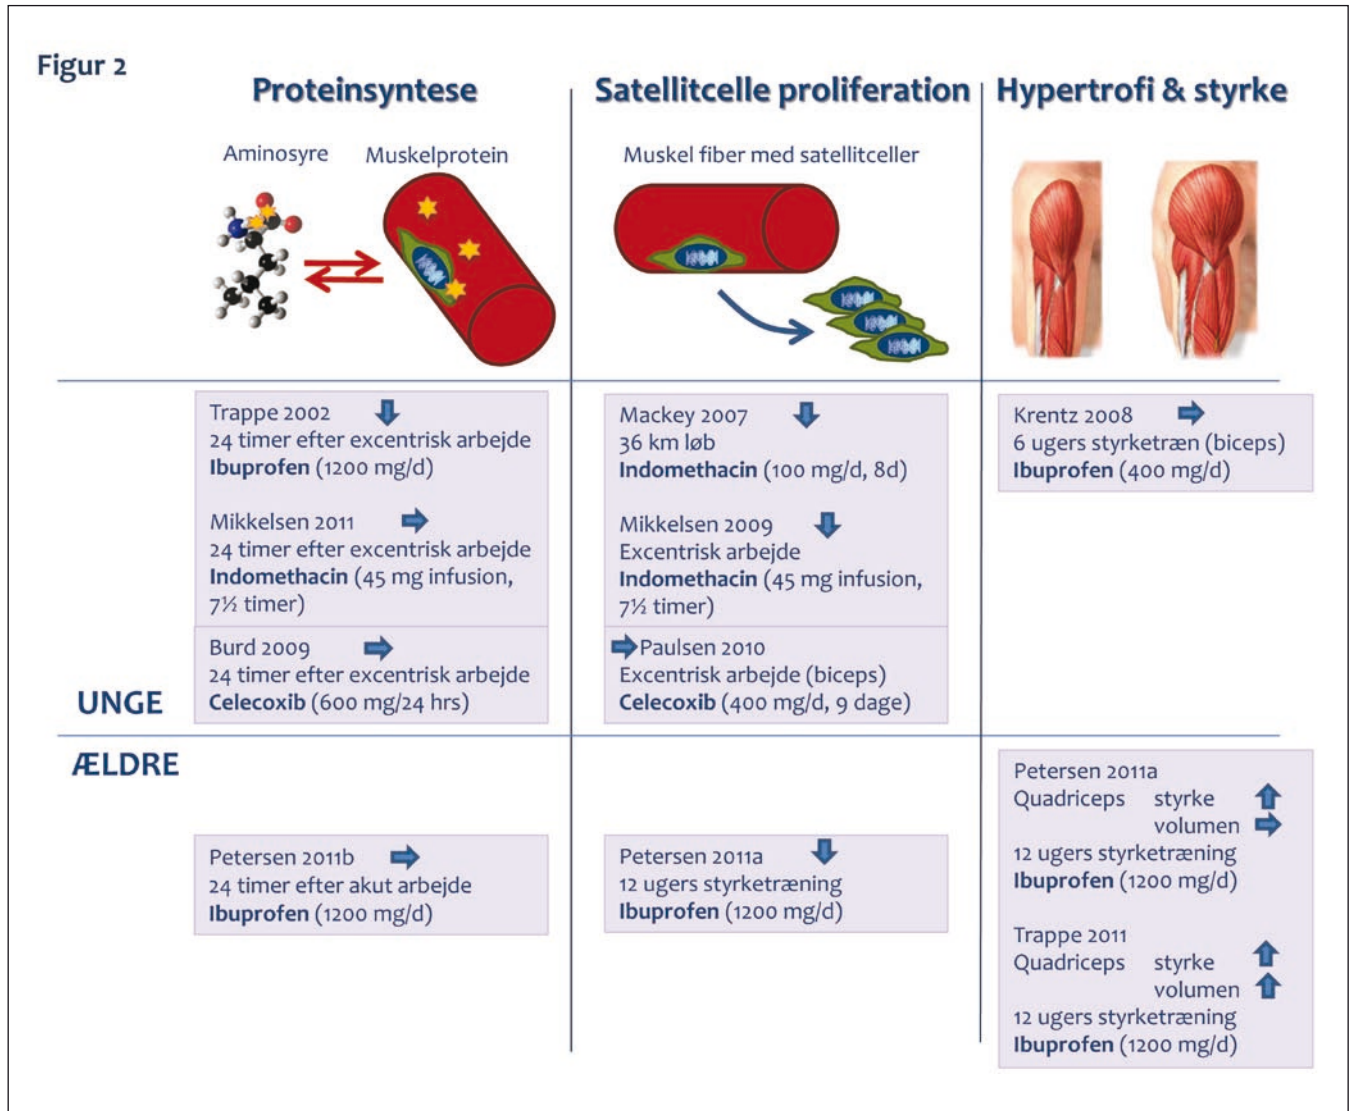 Figur 2
Proteinsyntese
Satellitcelle proliferation
Hypertrofi & styrke
Aminosyre
Muskelprotein
Muskel fiber med satellitceller
UNGE
Trappe 2002
24 timer efter excentrisk arbejde
Ibuprofen (1200 mg/d)
Mikkelsen 2011
24 timer efter excentrisk arbejde
Indomethacin (45 mg infusion,
7½ timer)
Burd 2009
24 timer efter excentrisk arbejde
Celecoxib (600 mg/24 hrs)
Mackey 2007
36 km løb
Indomethacin (100 mg/d, 8d)
Mikkelsen 2009
Excentrisk arbejde
Indomethacin (45 mg infusion,
7½ timer)
Paulsen 2010
Excentrisk arbejde (biceps)
Celecoxib (400 mg/d, 9 dage)
Krentz 2008
6 ugers styrketræn (biceps)
Ibuprofen (400 mg/d)
ÆLDRE
Petersen 2011b
24 timer efter akut arbejde
Ibuprofen (1200 mg/d)
Petersen 2011a
12 ugers styrketræning
Ibuprofen (1200 mg/d)
Petersen 2011a
Quadriceps styrke
volumen
12 ugers styrketræning
Ibuprofen (1200 mg/d)
Trappe 2011
Quadriceps styrke
volumen
12 ugers styrketræning
Ibuprofen (1200 mg/d)